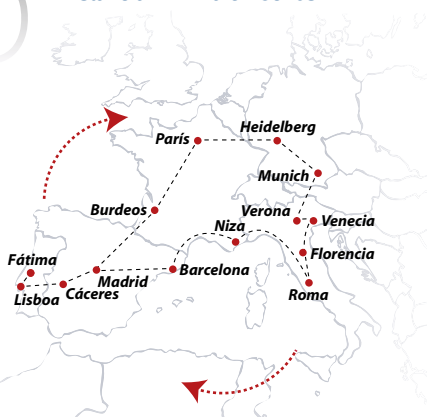 París
Heidelberg
Munich
Burdeos
Verona
Venecia
Niza
Florencia
Fátima
Barcelona
Madrid
Cáceres
Lisboa
Roma